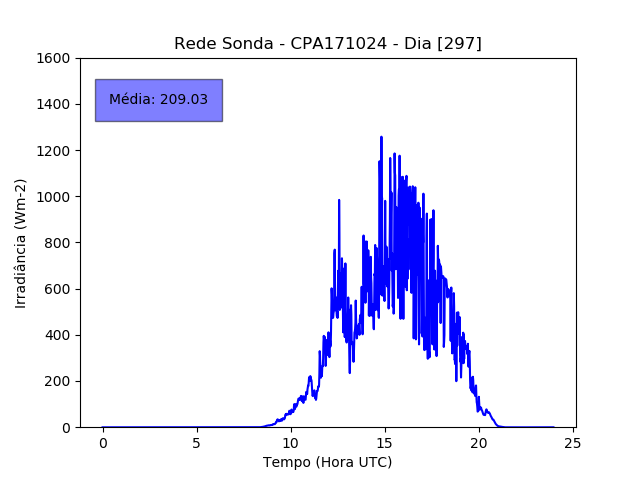 Rede Sonda - CPA171024 - Dia [297]
Média: 209.03
Irradiância (Wm-2)
1600
1400
1200
1000
800
600
400
200
0
0 5 10 15 20 25
Tempo (Hora UTC)